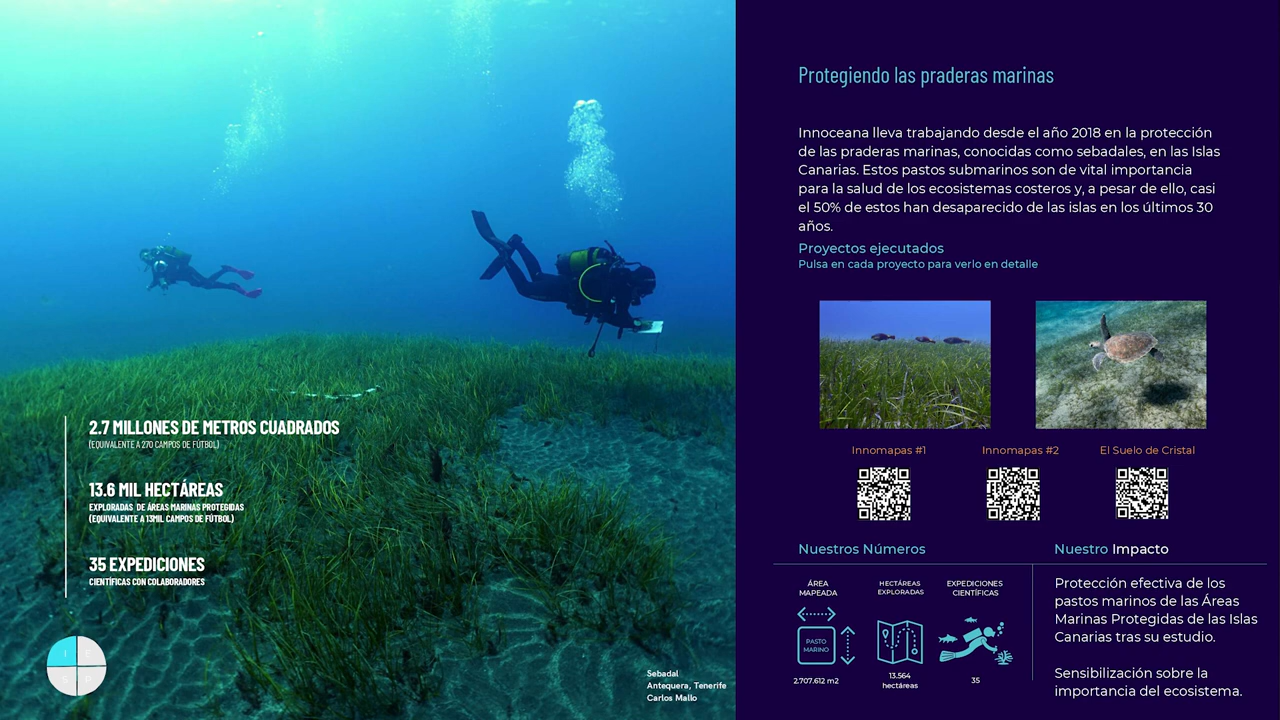 2.7 MILLONES DE METROS CUADRADOS
(EQUIVALENTE A 270 CAMPOS DE FÚTBOL)
13.6 MIL HECTÁREAS
EXPLORADAS DE ÁREAS MARINAS PROTEGIDAS
(EQUIVALENTE A 13MIL CAMPOS DE FÚTBOL)
35 EXPEDICIONES
CIENTÍFICAS CON COLABORADORES
I E
S P
Sebadal
Antequera, Tenerife
Carlos Mallo
Protegiendo las praderas marinas
Innoceana lleva trabajando desde el año 2018 en la protección
de las praderas marinas, conocidas como sebadales, en las Islas
Canarias. Estos pastos submarinos son de vital importancia
para la salud de los ecosistemas costeros y, a pesar de ello, casi
el 50% de estos han desaparecido de las islas en los últimos 30
años.
Proyectos ejecutados
Pulsa en cada proyecto para verlo en detalle
Innomapas #1
Innomapas #2
El Suelo de Cristal
Nuestros Números
ÁREA
MAPEADA
PASTO
MARINO
2.707.612 m2
HECTÁREAS
EXPLORADAS
13.564
hectáreas
EXPEDICIONES
CIENTÍFICAS
35
Nuestro Impacto
Protección efectiva de los
pastos marinos de las Áreas
Marinas Protegidas de las Islas
Canarias tras su estudio.
Sensibilización sobre la
importancia del ecosistema.